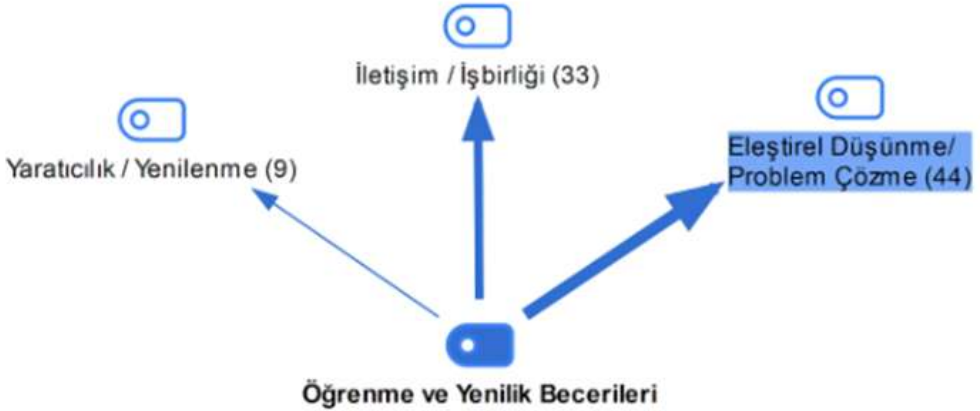 İletişim / İşbirliği (33)
Yaratıcılık / Yenilenme (9)
Eleştirel Düşünme/
Problem Çözme (44)
Öğrenme ve Yenilik Becerileri